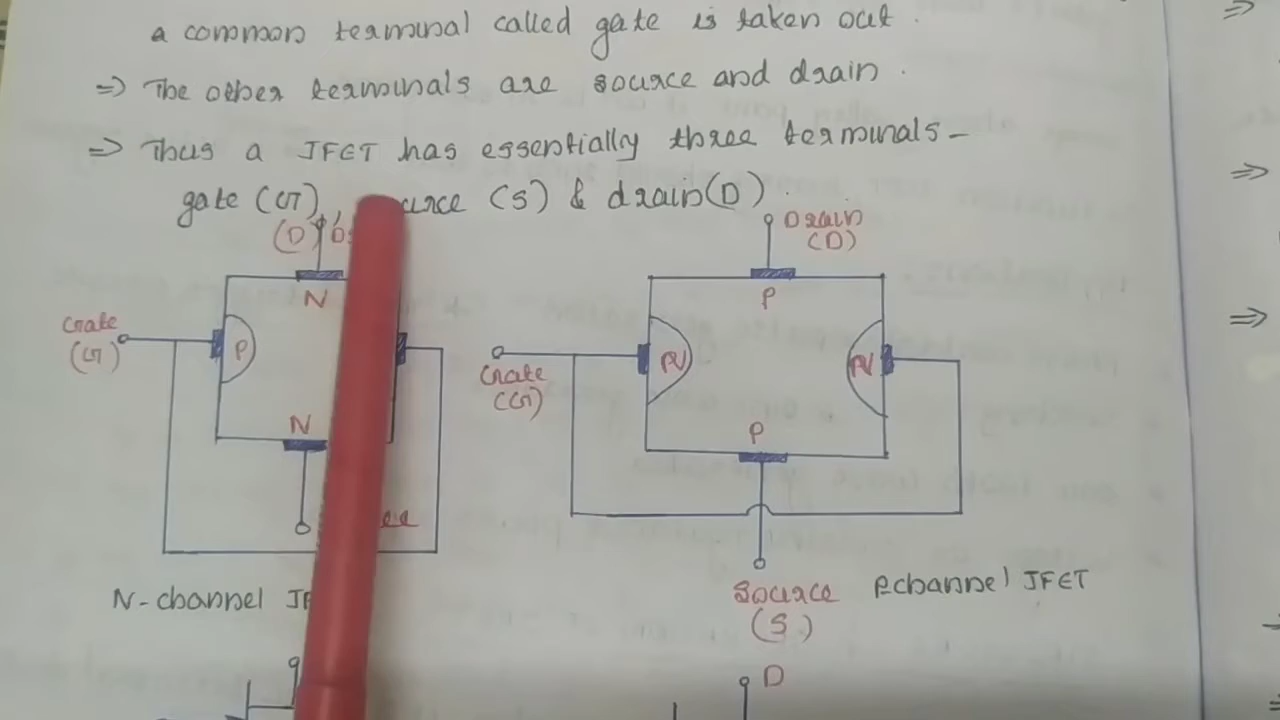 a common terminal called gate is taken out.
=> The other terminals are source and drain.
=> Thus a JFET has essentially three terminals -
gate (G), source (S) & drain (D).
(D)
Drain
(D)
N
P
Gate
(G)
P
Gate
(G)
N
N
N
P
N-channel
Source
(S)
P channel JFET
D